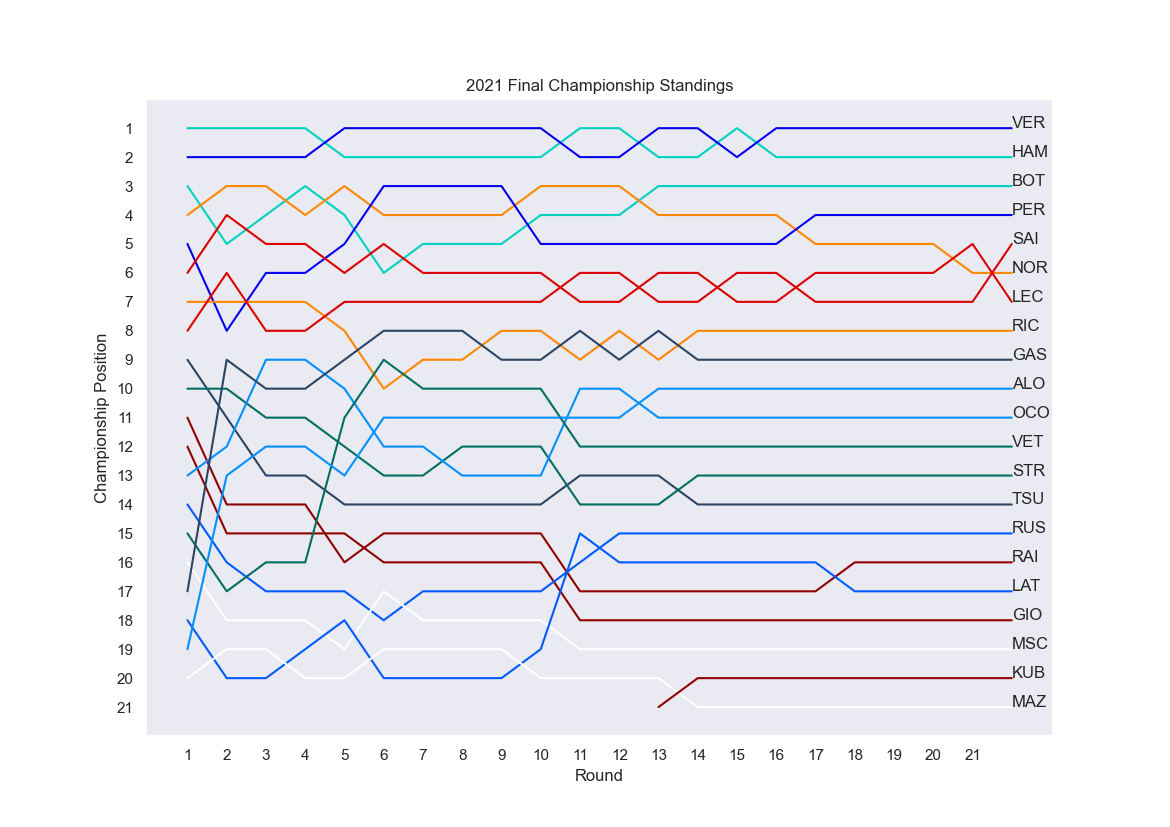 2021 Final Championship Standings
Championship Position
1
2
3
4
5
6
7
8
9
10
11
12
13
14
15
16
17
18
19
20
21
VER
HAM
BOT
PER
SAI
NOR
LEC
RIC
GAS
ALO
OCO
VET
STR
TSU
RUS
RAI
LAT
GIO
MSC
KUB
MAZ
1 2 3 4 5 6 7 8 9 10 11 12 13 14 15 16 17 18 19 20 21
Round